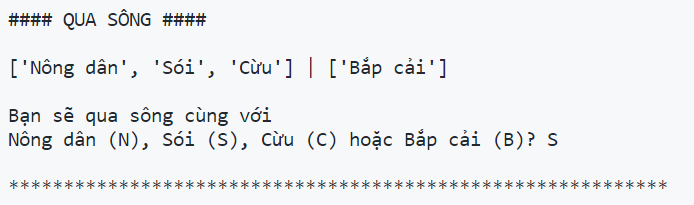 #### QUA SÔNG ####
['Nông dân', 'Sói', 'Cừu'] | ['Bắp cải']
Bạn sẽ qua sông cùng với
Nông dân (N), Sói (S), Cừu (C) hoặc Bắp cải (B)? S
************************************************************